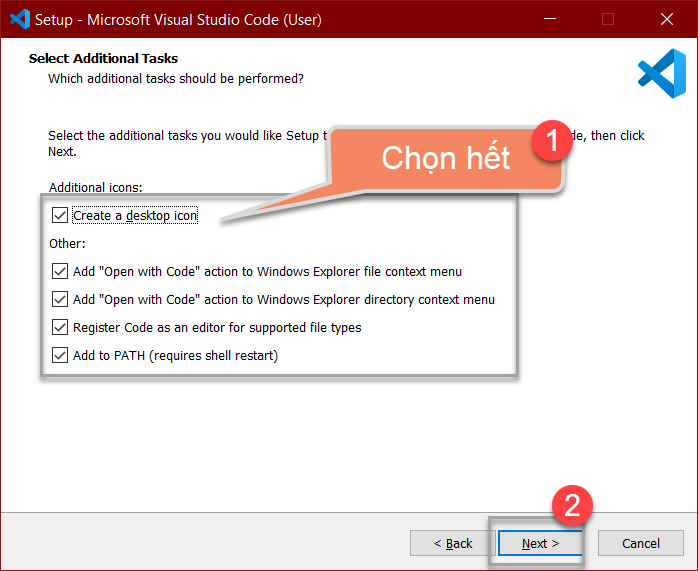 Setup - Microsoft Visual Studio Code (User)
Select Additional Tasks
Which additional tasks should be performed?
Select the additional tasks you would like Setup t
de, then click
Next.
1
Chọn hết
Additional icons:
Create a desktop icon
Other:
Add "Open with Code" action to Windows Explorer file context menu
Add "Open with Code" action to Windows Explorer directory context menu
Register Code as an editor for supported file types
Add to PATH (requires shell restart)
2
< Back
Next >
Cancel